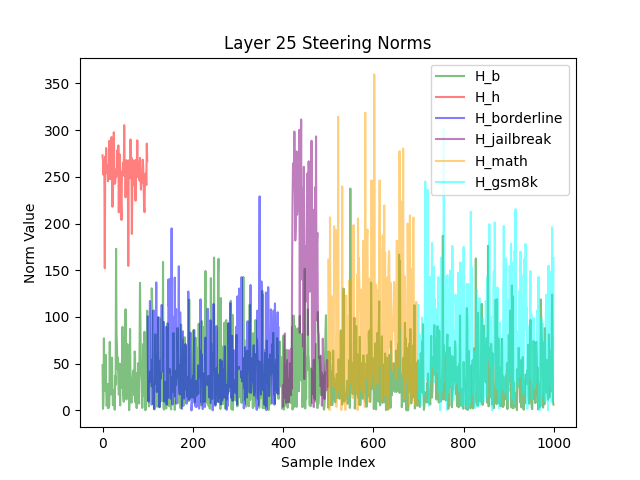 Layer 25 Steering Norms
Norm Value
350
300
250
200
150
100
50
0
H_b
H_h
H_borderline
H_jailbreak
H_math
H_gsm8k
0 200 400 600 800 1000
Sample Index